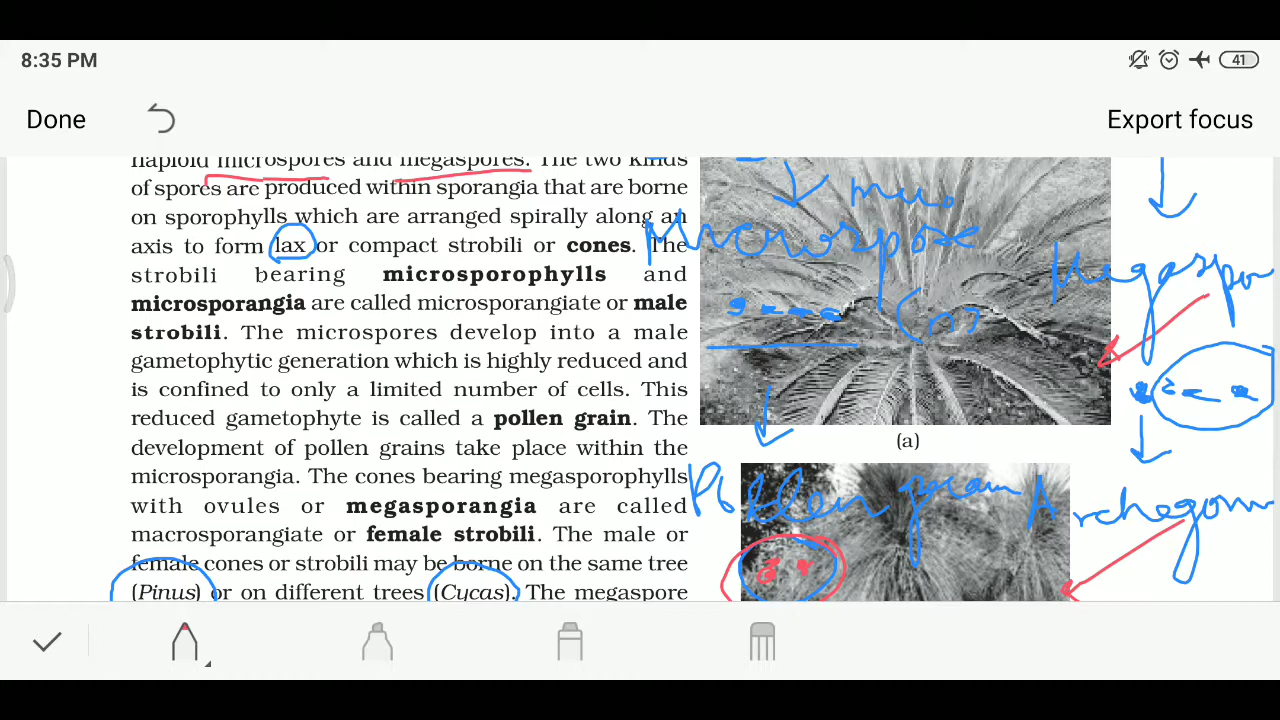 8:35 PM
41
Done
Export focus
haploid microspores and megaspores. The two kinds
of spores are produced within sporangia that are borne
on sporophylls which are arranged spirally along an
axis to form lax or compact strobili or cones. The
strobili bearing microsporophylls and
microsporangia are called microsporangiate or male
strobili. The microspores develop into a male
gametophytic generation which is highly reduced and
is confined to only a limited number of cells. This
reduced gametophyte is called a pollen grain. The
development of pollen grains take place within the
microsporangia. The cones bearing megasporophylls
with ovules or megasporangia are called
macrosporangiate or female strobili. The male or
female cones or strobili may be borne on the same tree
(Pinus) or on different trees (Cycas). The megaspore
Microspore
(n)
Megaspo
(a)
Pollen grain
Archegon